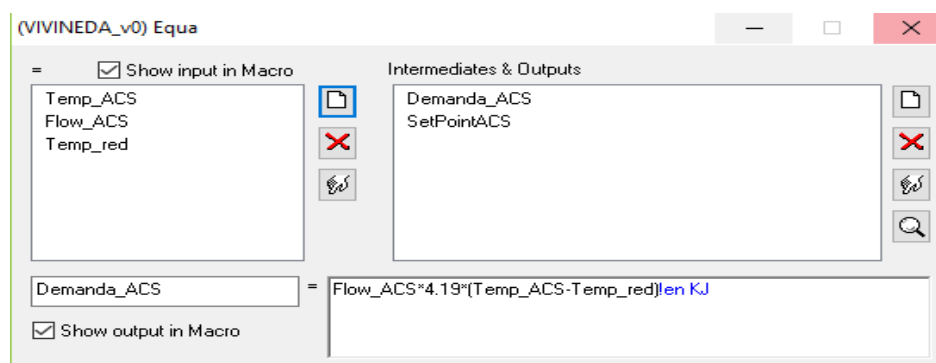 (VIVINEDA_v0) Equa
= Show input in Macro
Intermediates & Outputs
Temp_ACS
Flow_ACS
Temp_red
Demanda_ACS
SetPointACS
Demanda_ACS = Flow_ACS*4.19*(Temp_ACS-Temp_red)!en KJ
Show output in Macro